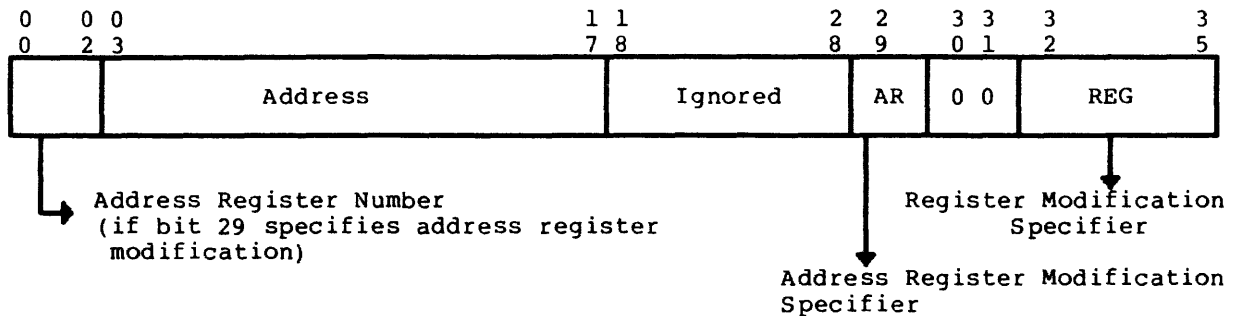 0 0 0 1 1 2 2 3 3 3 3
0 2 3 7 8 8 9 0 1 2 5
Address Ignored AR 0 0 REG
Address Register Number
(if bit 29 specifies address register
modification)
Register Modification
Specifier
Address Register Modification
Specifier